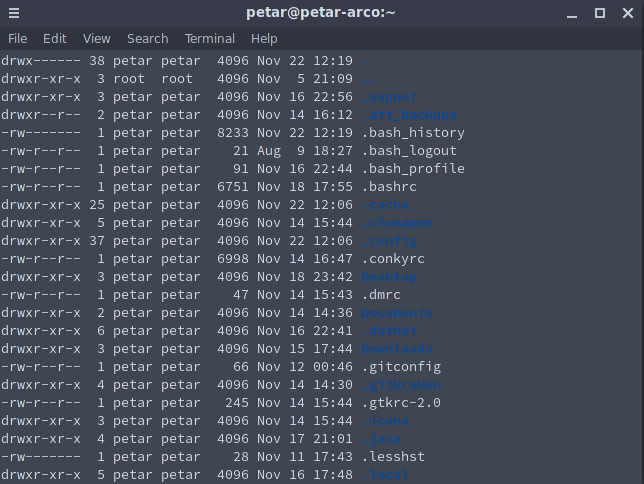 petar@petar-arco:~
File Edit View Search Terminal Help
drwx------ 38 petar petar 4096 Nov 22 12:19 .
drwxr-xr-x 3 root root 4096 Nov 5 21:09 ..
drwxr-xr-x 3 petar petar 4096 Nov 16 22:56 .aspnet
drwxr--r-- 2 petar petar 4096 Nov 14 16:12 .aft_backups
-rw------- 1 petar petar 8233 Nov 22 12:19 .bash_history
-rw-r--r-- 1 petar petar 21 Aug 9 18:27 .bash_logout
-rw-r--r-- 1 petar petar 91 Nov 16 22:44 .bash_profile
-rw-r--r-- 1 petar petar 6751 Nov 18 17:55 .bashrc
drwxr-xr-x 25 petar petar 4096 Nov 22 12:06 .cache
drwxr-xr-x 5 petar petar 4096 Nov 14 15:44 .cinnamon
drwxr-xr-x 37 petar petar 4096 Nov 22 12:06 .config
-rw-r--r-- 1 petar petar 6998 Nov 14 16:47 .conkyrc
drwxr-xr-x 3 petar petar 4096 Nov 18 23:42 Desktop
-rw-r--r-- 1 petar petar 47 Nov 14 15:43 .dmrc
drwxr-xr-x 2 petar petar 4096 Nov 14 14:36 Documents
drwxr-xr-x 6 petar petar 4096 Nov 16 22:41 .dotnet
drwxr-xr-x 3 petar petar 4096 Nov 15 17:44 Downloads
-rw-r--r-- 1 petar petar 66 Nov 12 00:46 .gitconfig
drwxr-xr-x 4 petar petar 4096 Nov 14 14:30 .gitkraken
-rw-r--r-- 1 petar petar 245 Nov 14 15:44 .gtkrc-2.0
drwxr-xr-x 3 petar petar 4096 Nov 14 15:44 .icons
drwxr-xr-x 4 petar petar 4096 Nov 17 21:01 .java
-rw------- 1 petar petar 28 Nov 11 17:43 .lesshst
drwxr-xr-x 5 petar petar 4096 Nov 16 17:48 .local